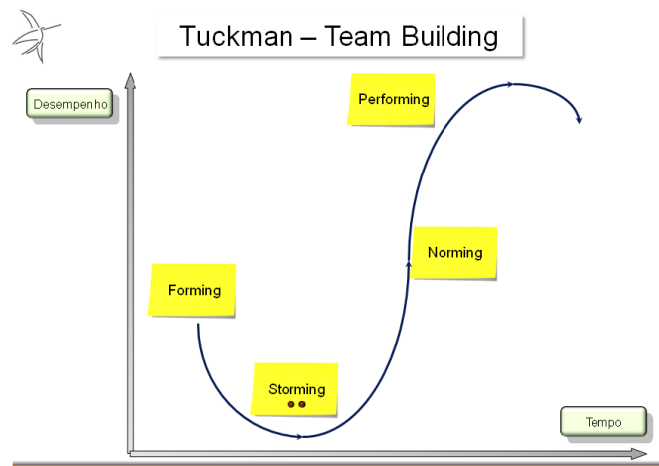 Tuckman – Team Building
Desempenho
Performing
Norming
Forming
Storming
Tempo